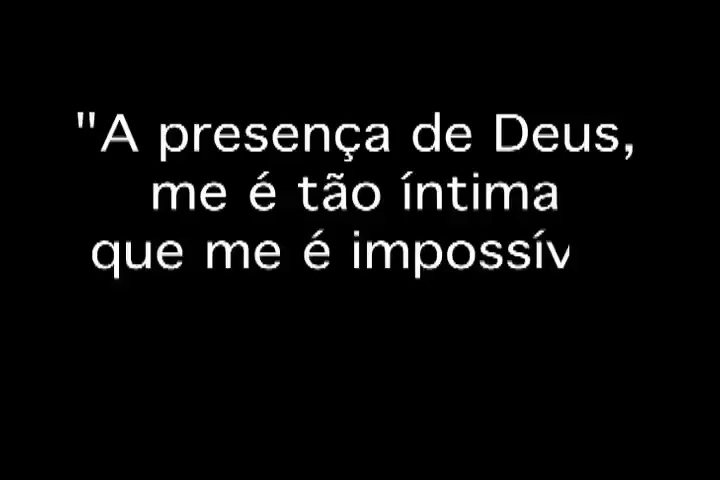 "A presença de Deus,
me é tão íntima
que me é impossív